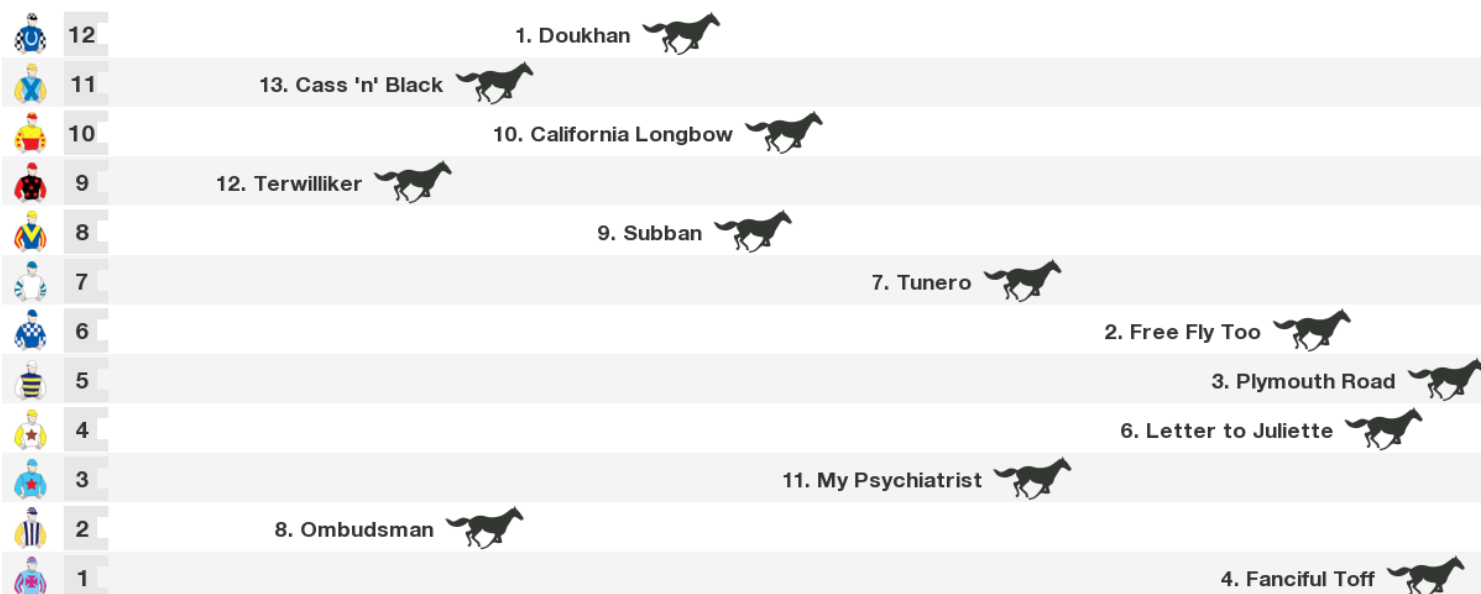 12 1. Doukhan
11 13. Cass 'n' Black
10 10. California Longbow
9 12. Terwilliker
8 9. Subban
7 7. Tunero
6 2. Free Fly Too
5 3. Plymouth Road
4 6. Letter to Juliette
3 11. My Psychiatrist
2 8. Ombudsman
1 4. Fanciful Toff